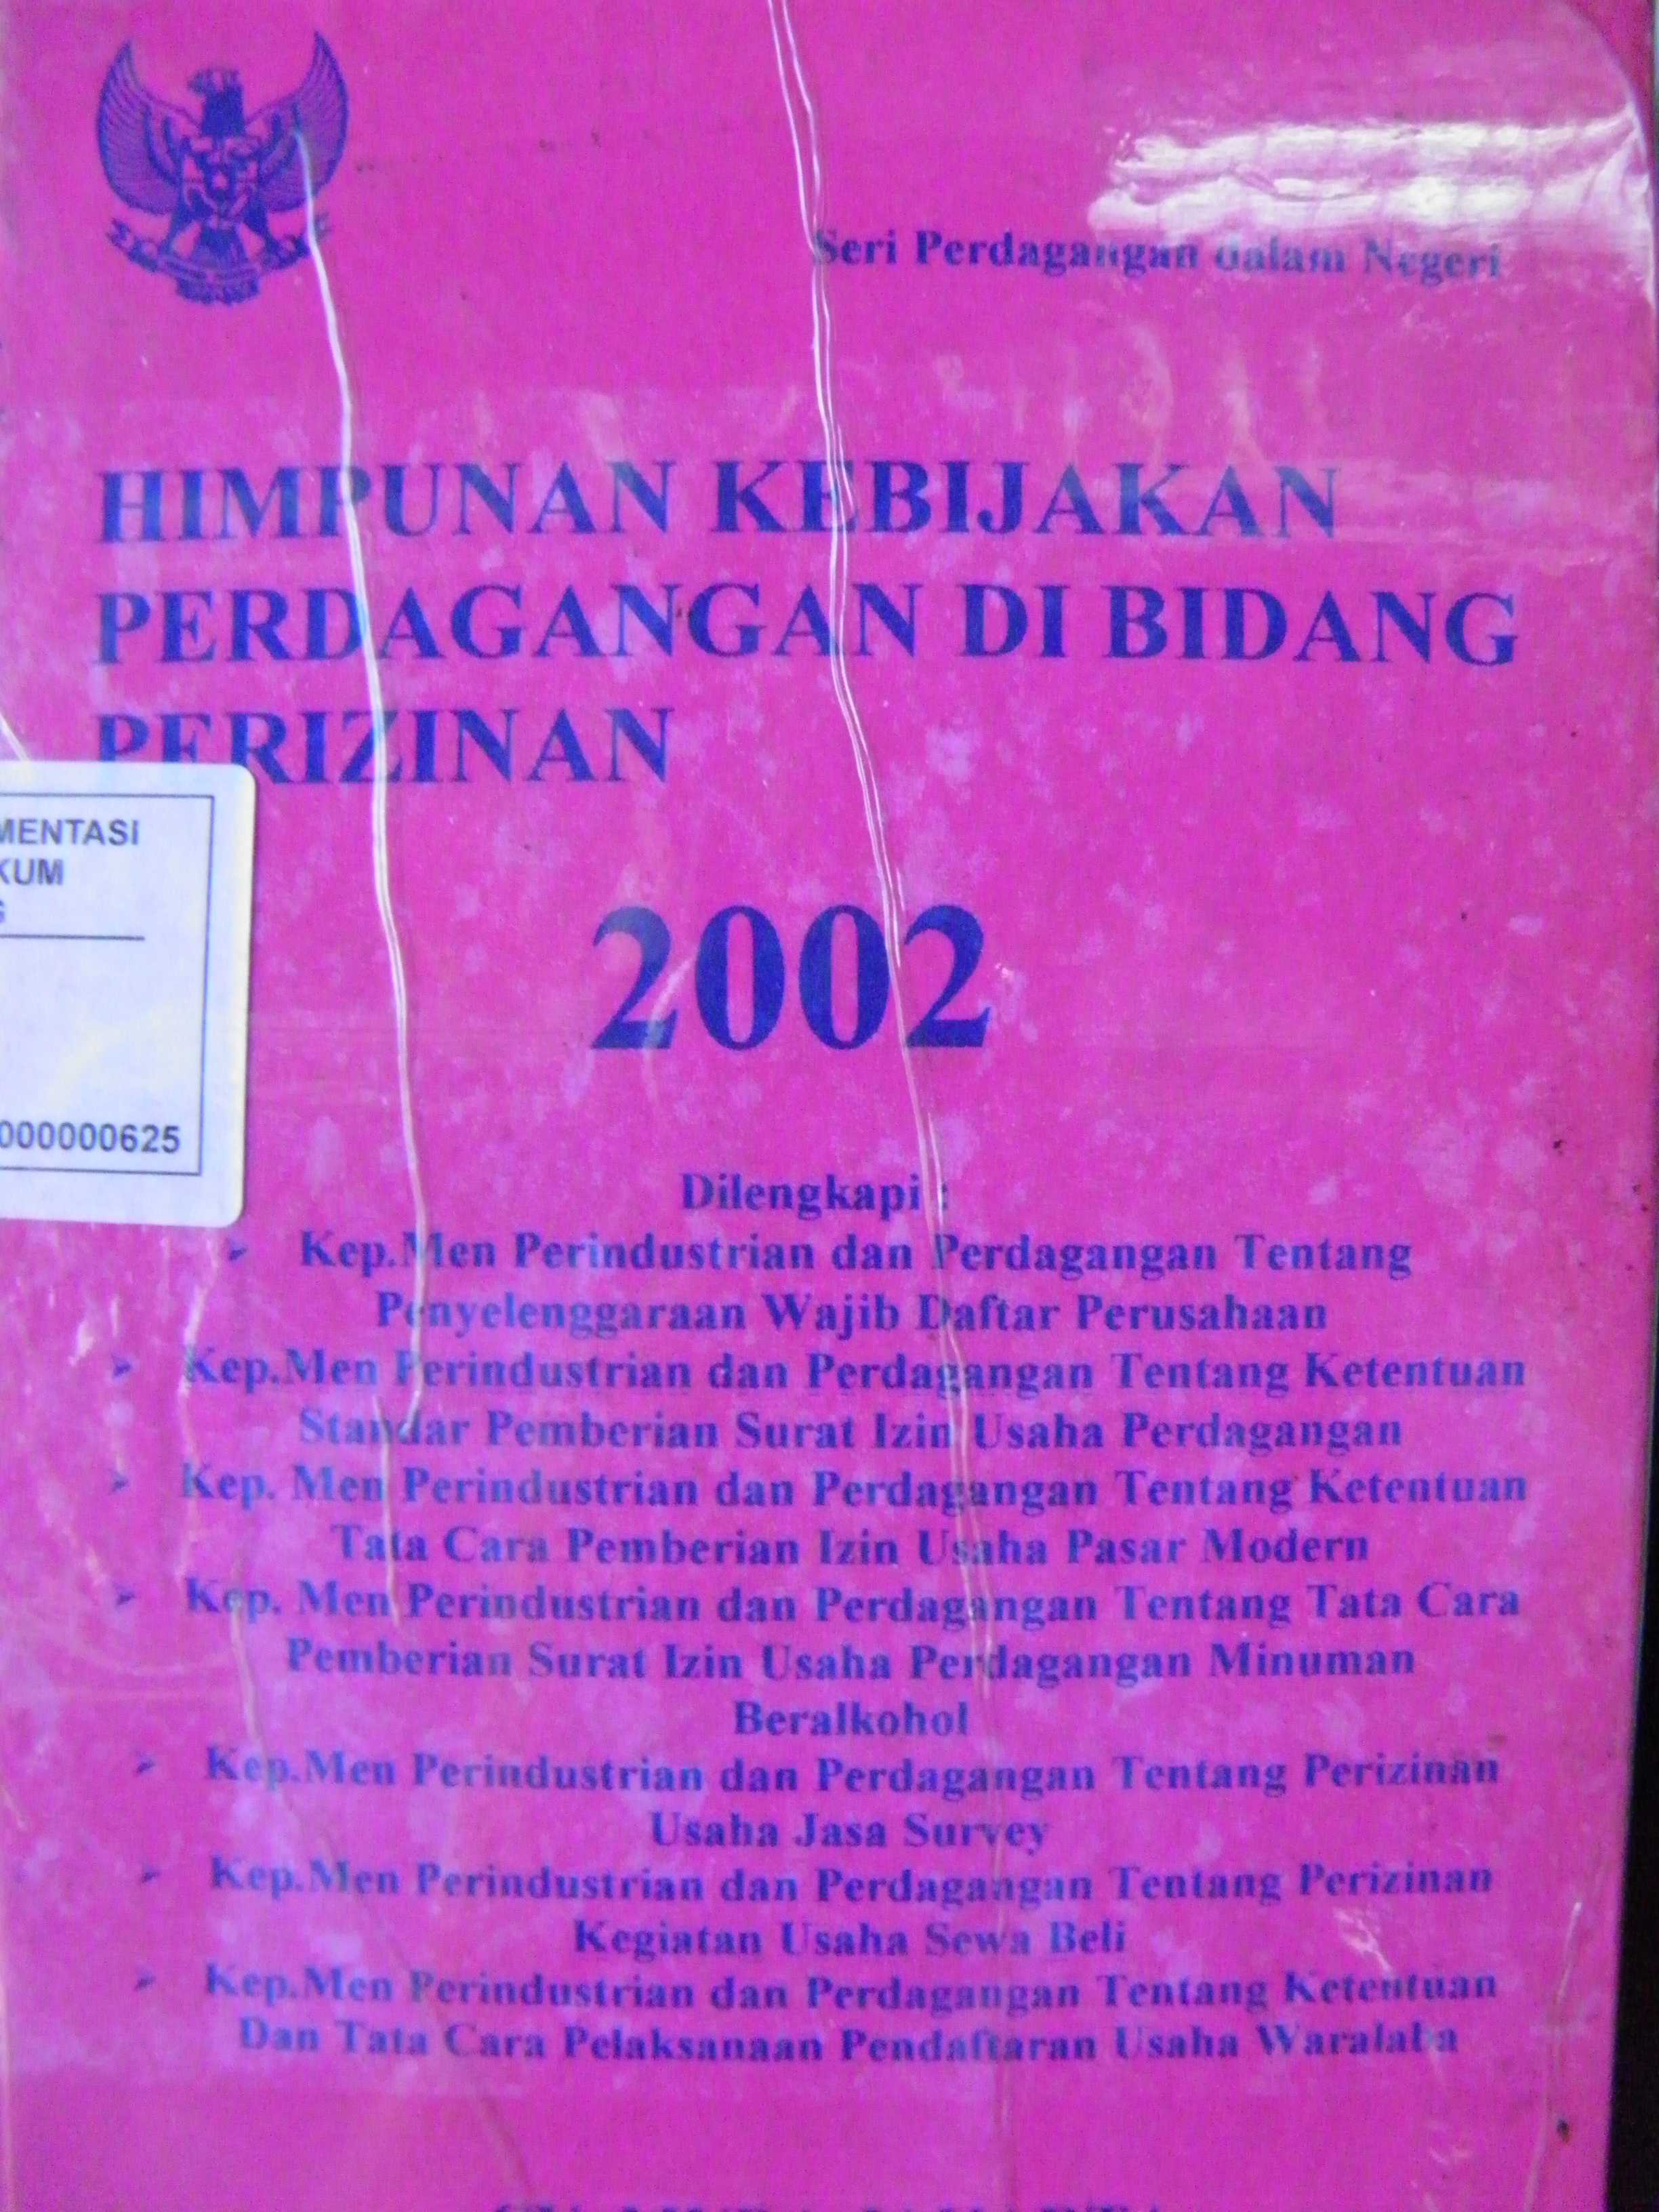 Seri Perdagangan dalam Negeri
HIMPUNAN KEBIJAKAN
PERDAGANGAN DI BIDANG
PERIZINAN
MENTASI
KUM
G
2002
000000625
Dilengkapi :
➢ Kep.Men Perindustrian dan Perdagangan Tentang
Penyelenggaraan Wajib Daftar Perusahaan
➢ Kep.Men Perindustrian dan Perdagangan Tentang Ketentuan
Standar Pemberian Surat Izin Usaha Perdagangan
➢ Kep. Men Perindustrian dan Perdagangan Tentang Ketentuan
Tata Cara Pemberian Izin Usaha Pasar Modern
➢ Kep. Men Perindustrian dan Perdagangan Tentang Tata Cara
Pemberian Surat Izin Usaha Perdagangan Minuman
Beralkohol
➢ Kep.Men Perindustrian dan Perdagangan Tentang Perizinan
Usaha Jasa Survey
➢ Kep.Men Perindustrian dan Perdagangan Tentang Perizinan
Kegiatan Usaha Sewa Beli
➢ Kep.Men Perindustrian dan Perdagangan Tentang Ketentuan
Dan Tata Cara Pelaksanaan Pendaftaran Usaha Waralaba